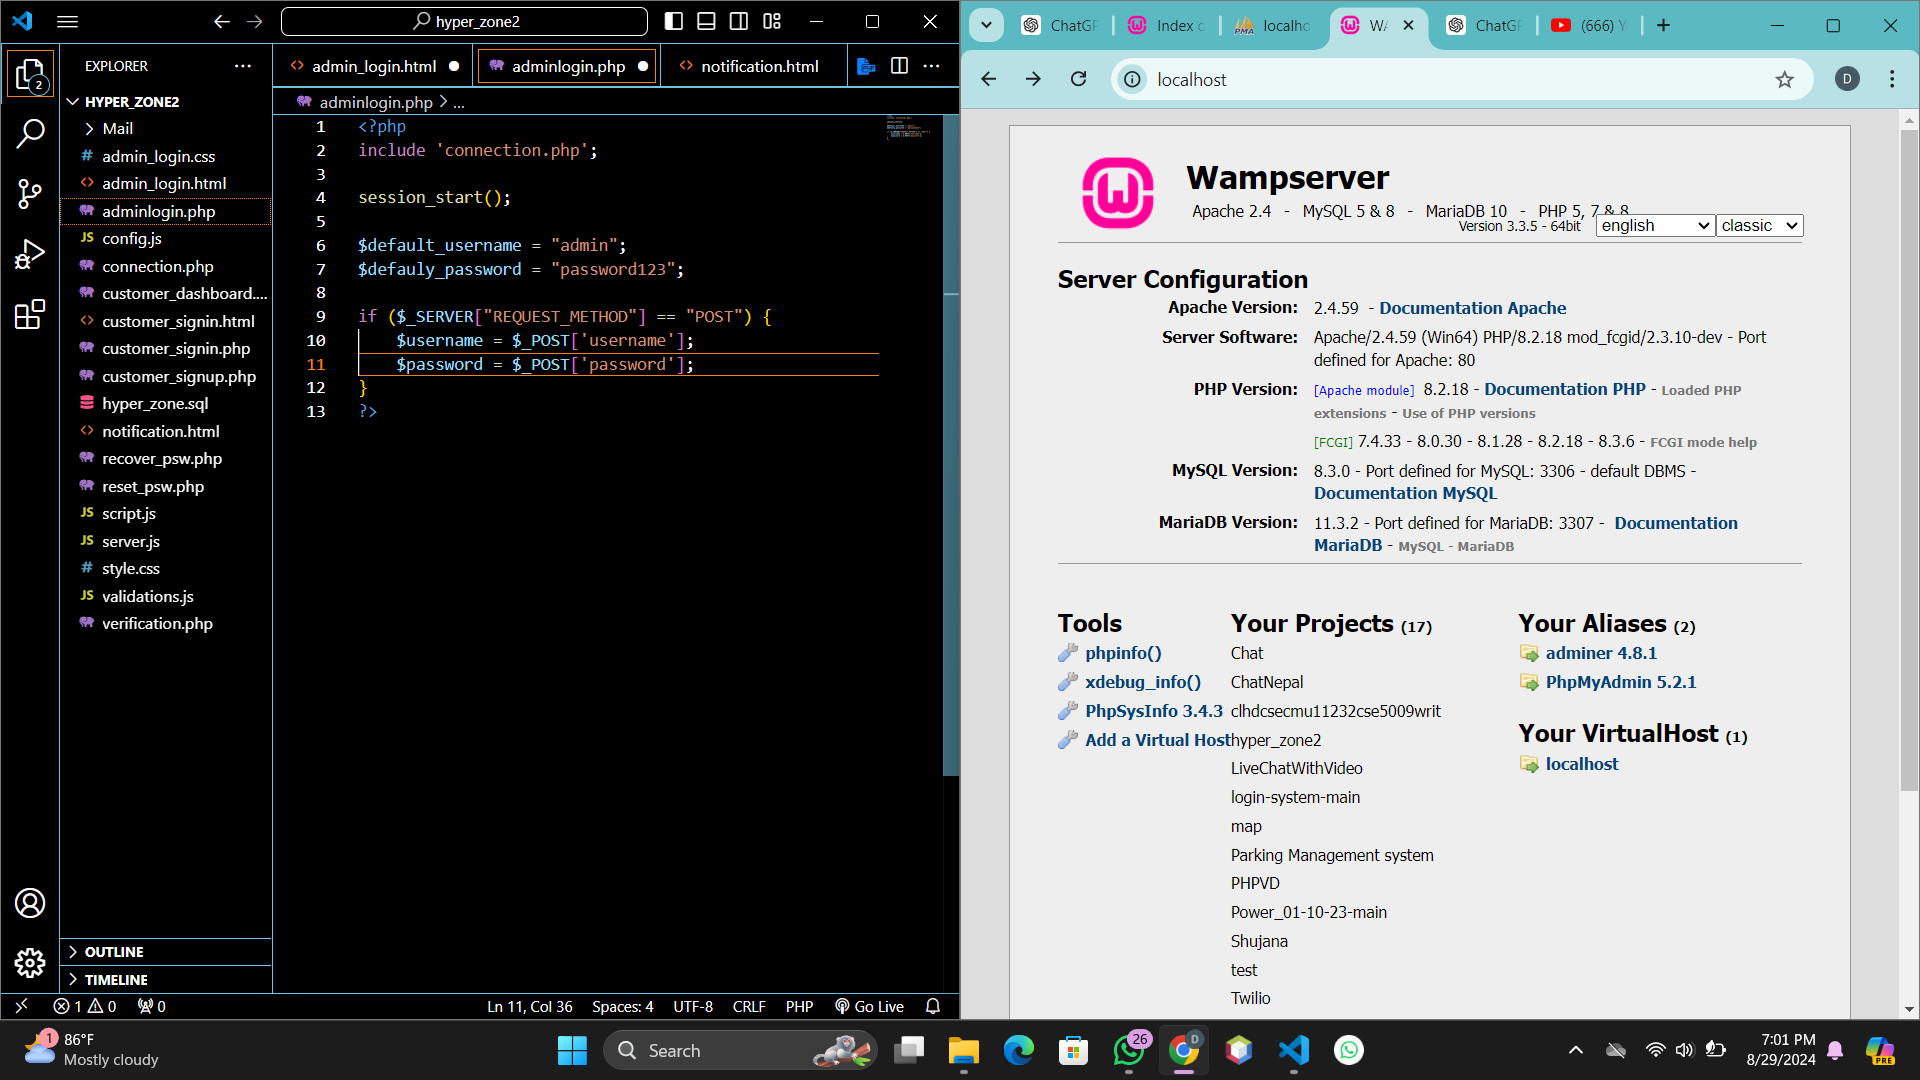 hyper_zone2
EXPLORER
admin_login.html
adminlogin.php
notification.html
2
HYPER_ZONE2
adminlogin.php > ...
Mail
# admin_login.css
<> admin_login.html
adminlogin.php
JS config.js
connection.php
customer_dashboard....
<> customer_signin.html
customer_signin.php
customer_signup.php
hyper_zone.sql
<> notification.html
recover_psw.php
reset_psw.php
JS script.js
JS server.js
# style.css
JS validations.js
verification.php
OUTLINE
TIMELINE
1 <?php
2 include 'connection.php';
3
4 session_start();
5
6 $default_username = "admin";
7 $defauly_password = "password123";
8
9 if ($_SERVER["REQUEST_METHOD"] == "POST") {
10 $username = $_POST['username'];
11 $password = $_POST['password'];
12 }
13 ?>
1 0 0
Ln 11, Col 36 Spaces: 4 UTF-8 CRLF PHP Go Live
ChatGP
Index o
PMA localho
WA
ChatGP
(666) Y
localhost
D
Wampserver
Apache 2.4 - MySQL 5 & 8 - MariaDB 10 - PHP 5, 7 & 8
Version 3.3.5 - 64bit english classic
Server Configuration
Apache Version: 2.4.59 - Documentation Apache
Server Software: Apache/2.4.59 (Win64) PHP/8.2.18 mod_fcgid/2.3.10-dev - Port
defined for Apache: 80
PHP Version: [Apache module] 8.2.18 - Documentation PHP - Loaded PHP
extensions - Use of PHP versions
[FCGI] 7.4.33 - 8.0.30 - 8.1.28 - 8.2.18 - 8.3.6 - FCGI mode help
MySQL Version: 8.3.0 - Port defined for MySQL: 3306 - default DBMS -
Documentation MySQL
MariaDB Version: 11.3.2 - Port defined for MariaDB: 3307 - Documentation
MariaDB - MySQL - MariaDB
Tools
phpinfo()
xdebug_info()
PhpSysInfo 3.4.3
Add a Virtual Host
Your Projects (17)
Chat
ChatNepal
clhdcsecmu11232cse5009writ
hyper_zone2
LiveChatWithVideo
login-system-main
map
Parking Management system
PHPVD
Power_01-10-23-main
Shujana
test
Twilio
Your Aliases (2)
adminer 4.8.1
PhpMyAdmin 5.2.1
Your VirtualHost (1)
localhost
1
86°F
Mostly cloudy
Search
26
D
7:01 PM
8/29/2024
PRE